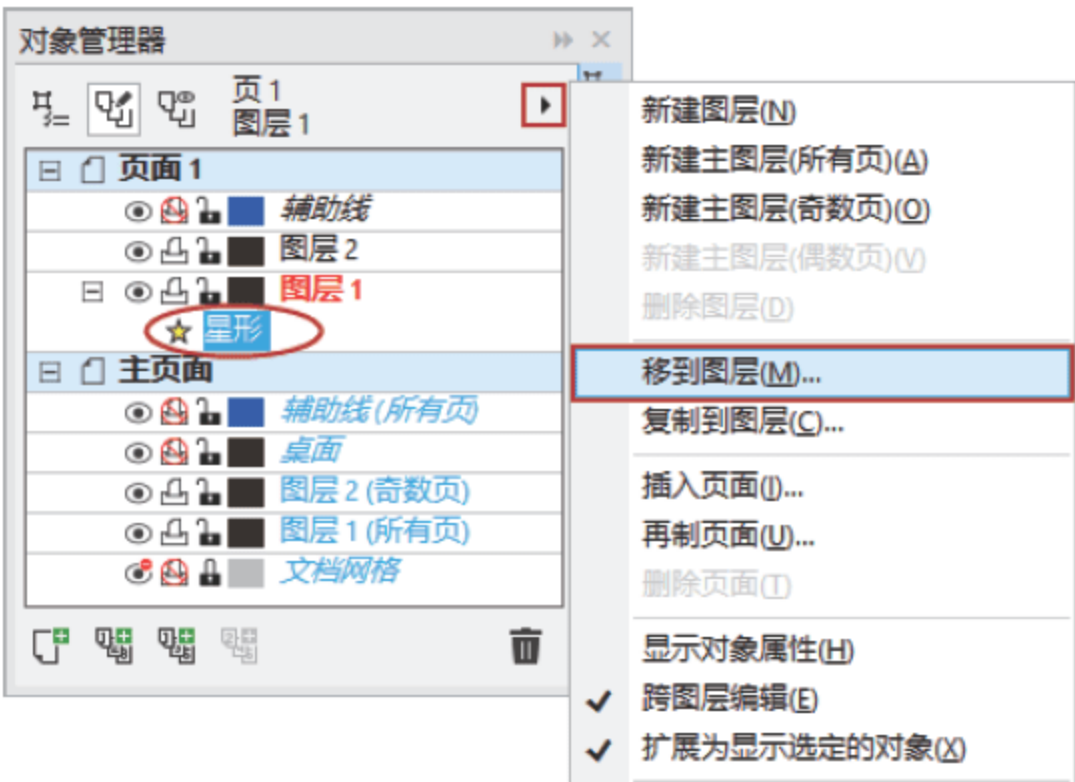 对象管理器
页 1
图层 1
页面 1
辅助线
图层 2
图层 1
星形
主页面
辅助线 (所有页)
桌面
图层 2 (奇数页)
图层 1 (所有页)
文档网格
新建图层(N)
新建主图层(所有页)(A)
新建主图层(奇数页)(O)
新建主图层(偶数页)(V)
删除图层(D)
移到图层(M)...
复制到图层(C)...
插入页面(I)...
再制页面(U)...
删除页面(T)
显示对象属性(H)
跨图层编辑(E)
扩展为显示选定的对象(X)